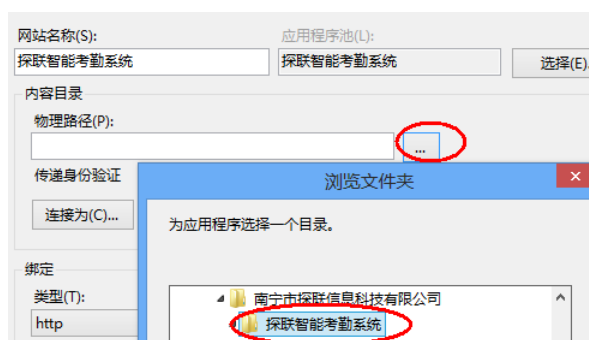 网站名称(S):
应用程序池(L):
探联智能考勤系统
探联智能考勤系统
选择(E)
内容目录
物理路径(P):
...
传递身份验证
浏览文件夹
连接为(C)...
为应用程序选择一个目录。
绑定
类型(T):
南宁市探联信息科技有限公司
http
探联智能考勤系统